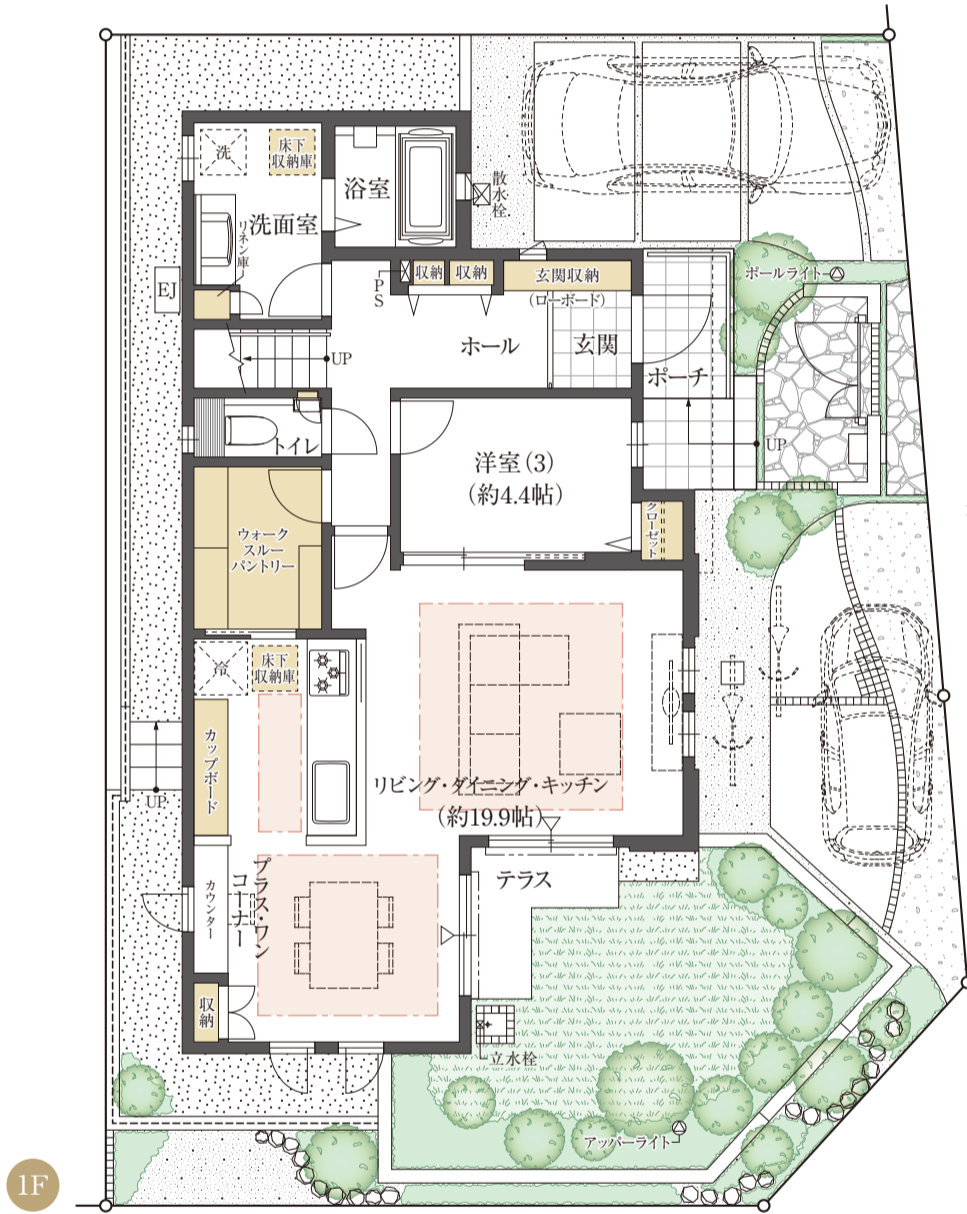 洗
床下
収納庫
浴室
散水栓
洗面室
リネン庫
EJ
PS
収納
収納
玄関収納
(ローボード)
ポールライト
ホール
玄関
ポーチ
UP
UP
トイレ
洋室(3)
(約4.4帖)
クローゼット
ウォーク
スルー
パントリー
冷
床下
収納庫
カップボード
UP
リビング・ダイニング・キッチン
(約19.9帖)
テラス
カウンター
プラス・ワン
コーナー
収納
立水栓
アッパーライト
1F